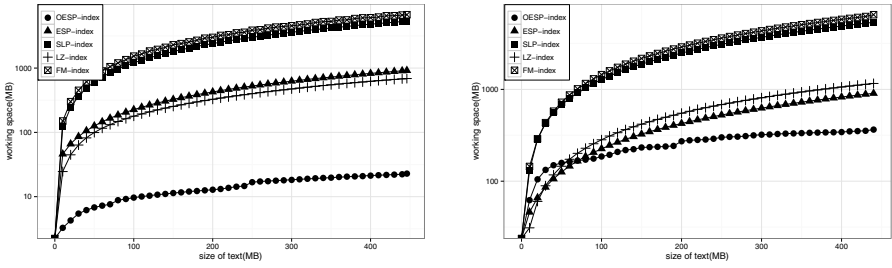 OESP−index
ESP−index
SLP−index
LZ−index
FM−index
working space(MB)
1000
100
10
0
100
200
300
400
size of text(MB)
OESP−index
ESP−index
SLP−index
LZ−index
FM−index
working space(MB)
1000
100
0
100
200
300
400
size of text(MB)